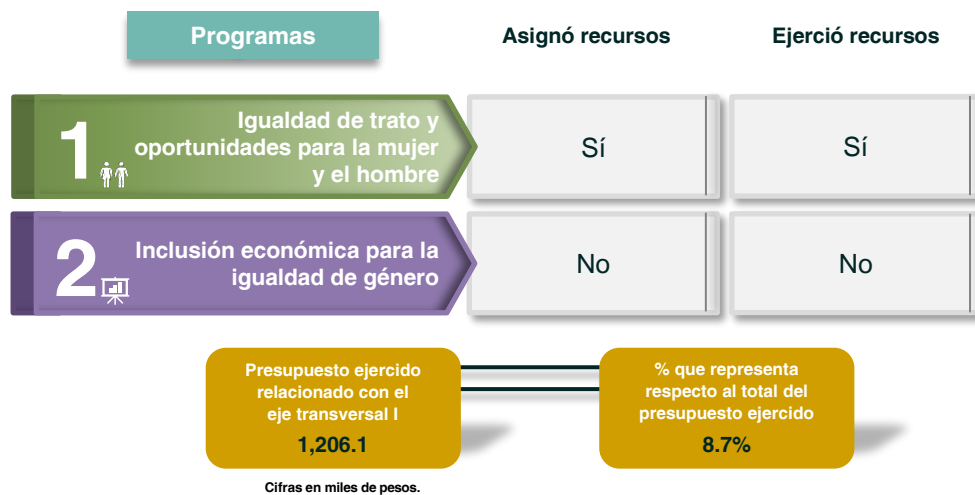 Programas
Asignó recursos
Ejerció recursos
1
Igualdad de trato y
oportunidades para la mujer
y el hombre
Sí
Sí
2
Inclusión económica para la
igualdad de género
No
No
Presupuesto ejercido
relacionado con el
eje transversal I
1,206.1
% que representa
respecto al total del
presupuesto ejercido
8.7%
Cifras en miles de pesos.